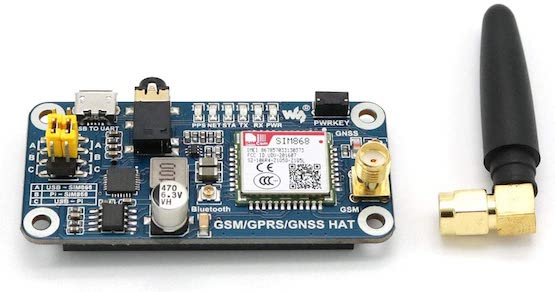 USB TO UART
PPS NET STA TX RX PWR
PWRKEY
GNSS
A
B
C
A
B
C
SIM868
A USB - SIM868
B Pi - SIM868
C USB - Pi
100
470
6.3V
VH
Bluetooth
GSM
GSM/GPRS/GNSS HAT